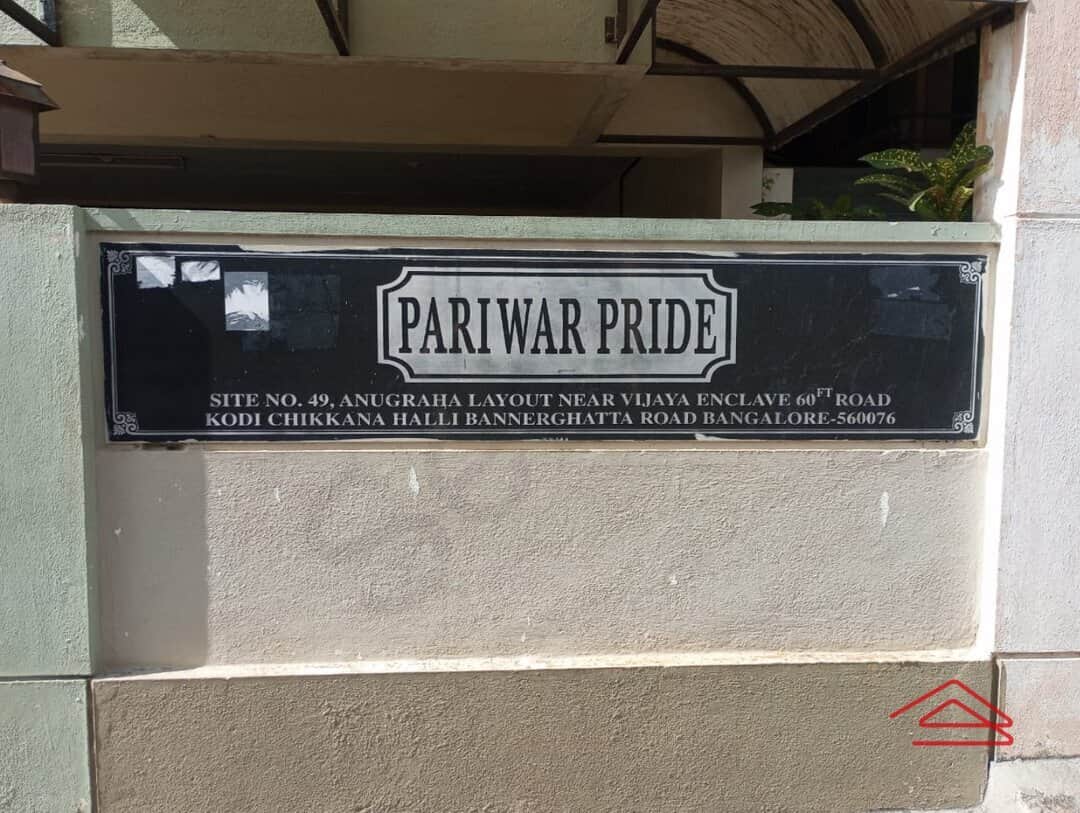 PARIWAR PRIDE
SITE NO. 49, ANUGRAHA LAYOUT NEAR VIJAYA ENCLAVE 60FT ROAD
KODI CHIKKANA HALLI BANNERGHATTA ROAD BANGALORE-560076